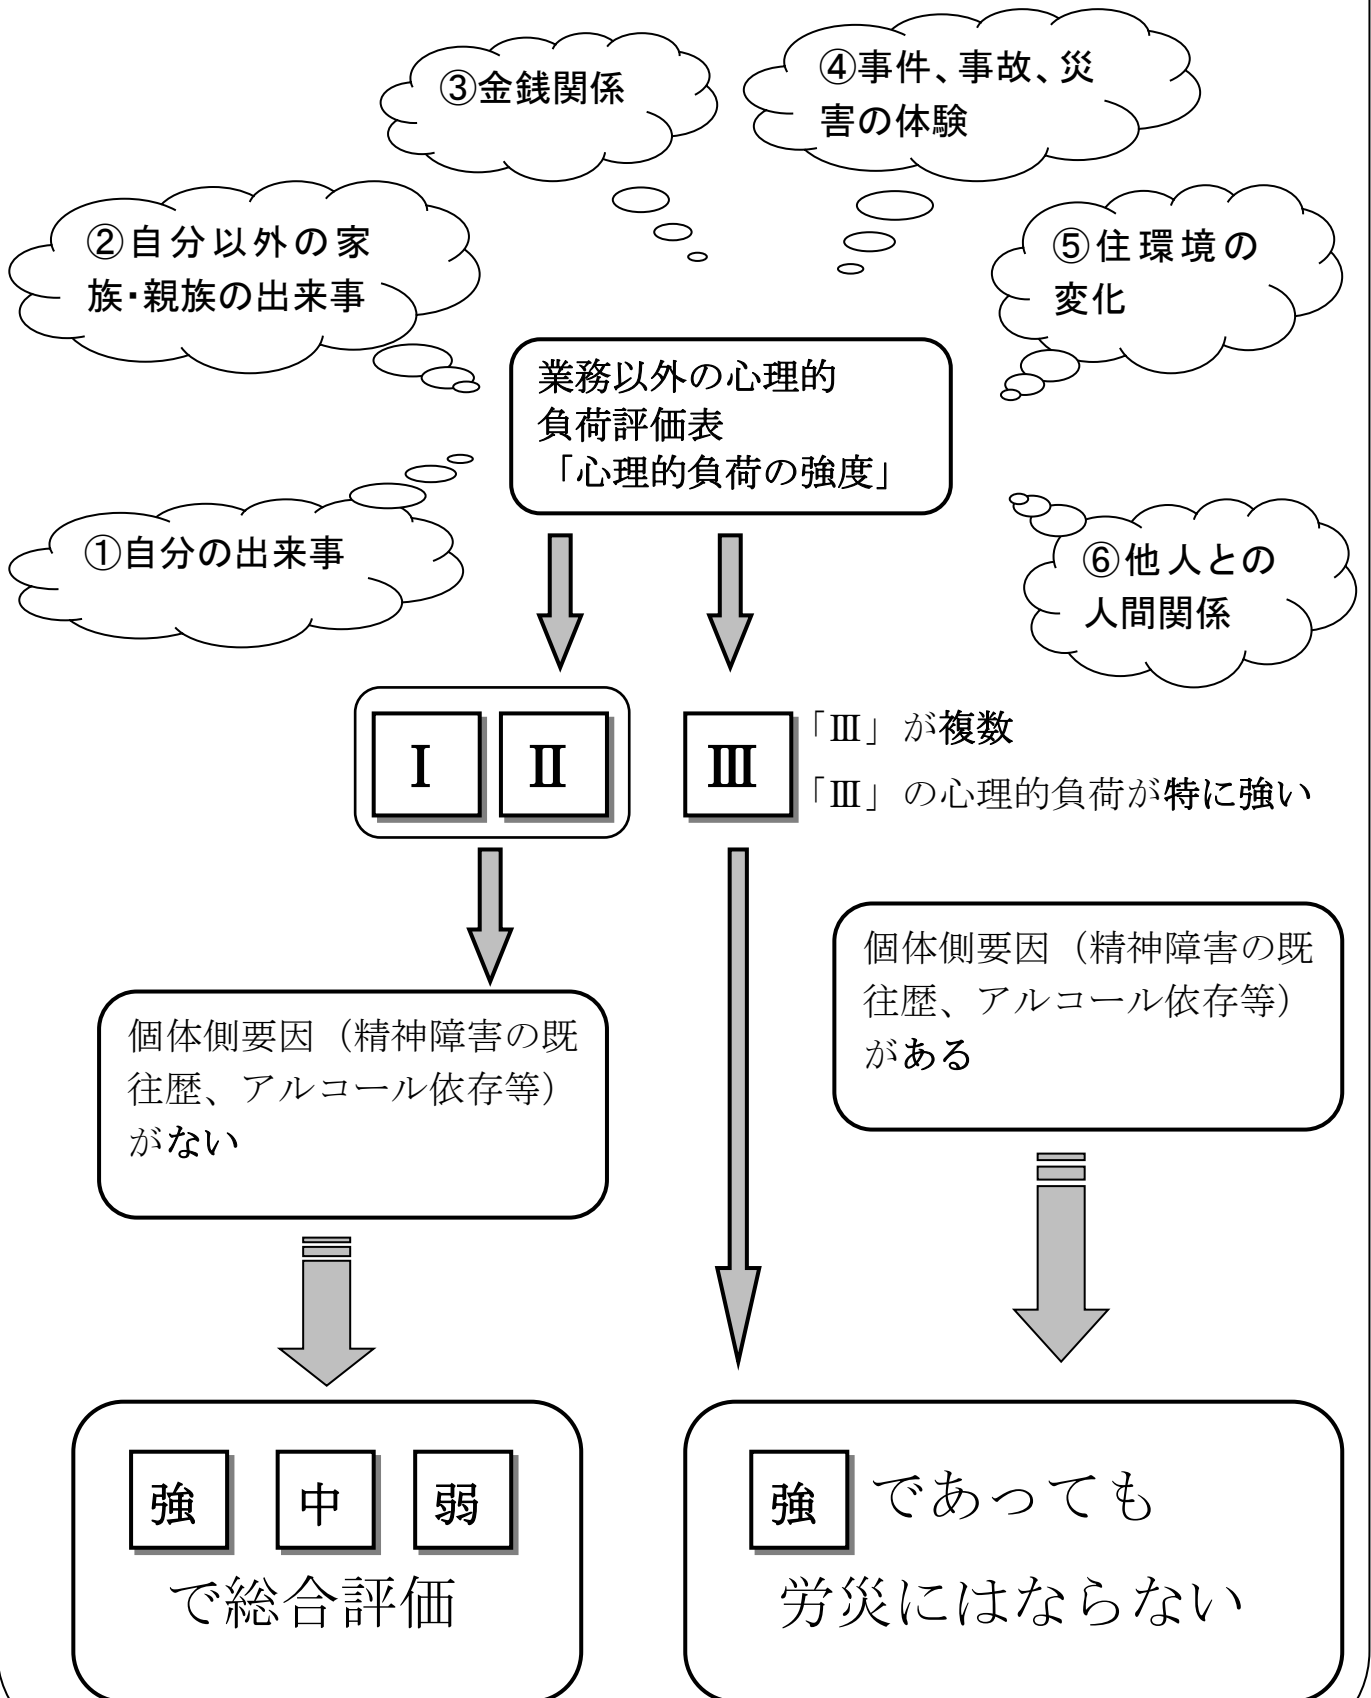 ③金銭関係
④事件、事故、災
害の体験
②自分以外の家
族・親族の出来事
⑤住環境の
変化
業務以外の心理的
負荷評価表
「心理的負荷の強度」
①自分の出来事
⑥他人との
人間関係
Ⅰ
Ⅱ
Ⅲ
「Ⅲ」が複数
「Ⅲ」の心理的負荷が特に強い
個体側要因（精神障害の既
往歴、アルコール依存等）
がある
個体側要因（精神障害の既
往歴、アルコール依存等）
がない
強 中 弱
で総合評価
強であっても
労災にはならない